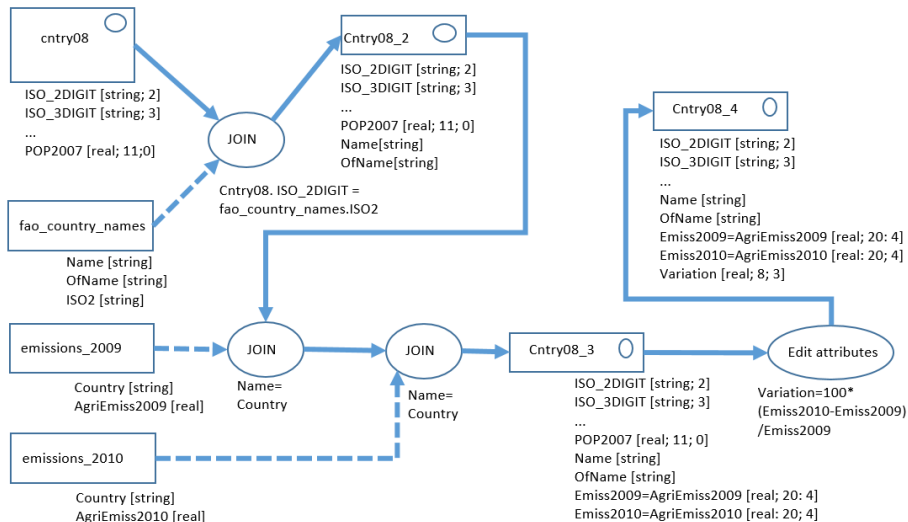 cntry08
ISO_2DIGIT [string; 2]
ISO_3DIGIT [string; 3]
...
POP2007 [real; 11;0]
JOIN
Cntry08. ISO_2DIGIT =
fao_country_names.ISO2
Cntry08_2
ISO_2DIGIT [string; 2]
ISO_3DIGIT [string; 3]
...
POP2007 [real; 11; 0]
Name[string]
OfName[string]
fao_country_names
Name [string]
OfName [string]
ISO2 [string]
Cntry08_4
ISO_2DIGIT [string; 2]
ISO_3DIGIT [string; 3]
...
Name [string]
OfName [string]
Emiss2009=AgriEmiss2009 [real; 20: 4]
Emiss2010=AgriEmiss2010 [real: 20; 4]
Variation [real; 8; 3]
emissions_2009
Country [string]
AgriEmiss2009 [real]
JOIN
Name=
Country
JOIN
Name=
Country
Cntry08_3
ISO_2DIGIT [string; 2]
ISO_3DIGIT [string; 3]
...
POP2007 [real; 11; 0]
Name [string]
OfName [string]
Emiss2009=AgriEmiss2009 [real; 20: 4]
Emiss2010=AgriEmiss2010 [real: 20; 4]
Edit attributes
Variation=100*
(Emiss2010-Emiss2009)
/Emiss2009
emissions_2010
Country [string]
AgriEmiss2010 [real]